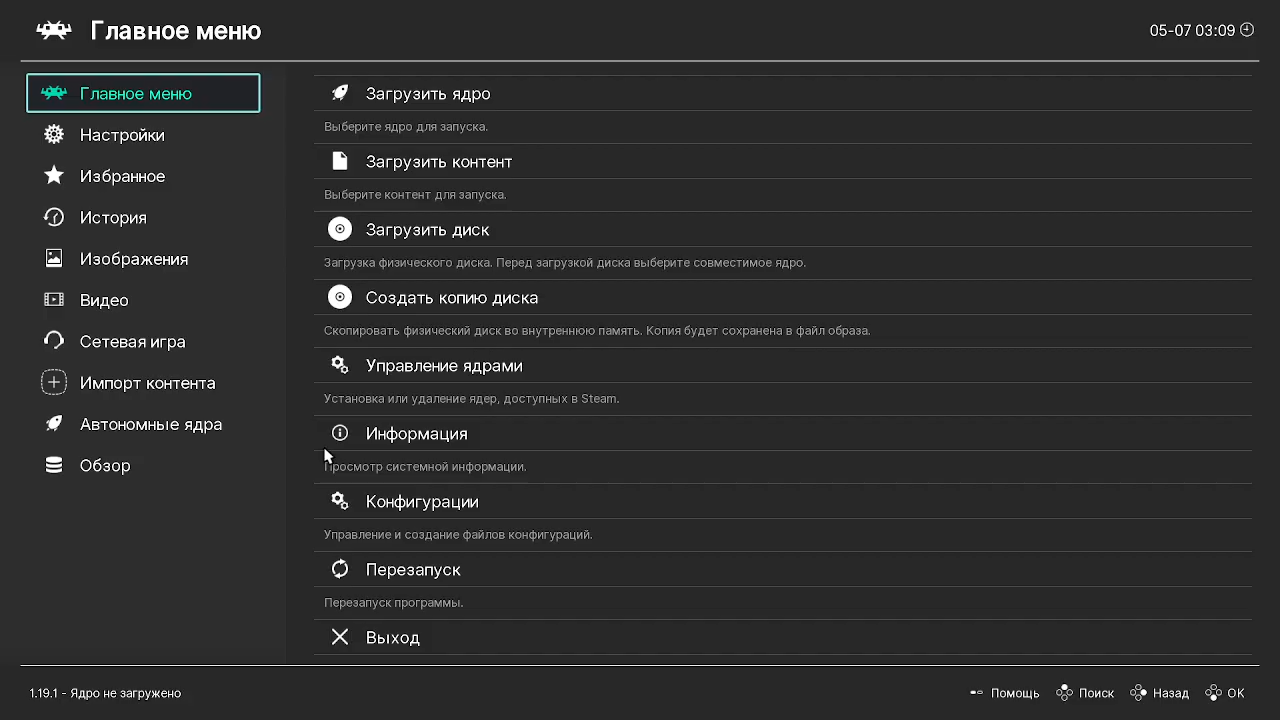 Главное меню
05-07 03:09
Главное меню
Настройки
Избранное
История
Изображения
Видео
Сетевая игра
Импорт контента
Автономные ядра
Обзор
Загрузить ядро
Выберите ядро для запуска.
Загрузить контент
Выберите контент для запуска.
Загрузить диск
Загрузка физического диска. Перед загрузкой диска выберите совместимое ядро.
Создать копию диска
Скопировать физический диск во внутреннюю память. Копия будет сохранена в файл образа.
Управление ядрами
Установка или удаление ядер, доступных в Steam.
Информация
Просмотр системной информации.
Конфигурации
Управление и создание файлов конфигураций.
Перезапуск
Перезапуск программы.
Выход
1.19.1 - Ядро не загружено
Помощь Поиск Назад OK